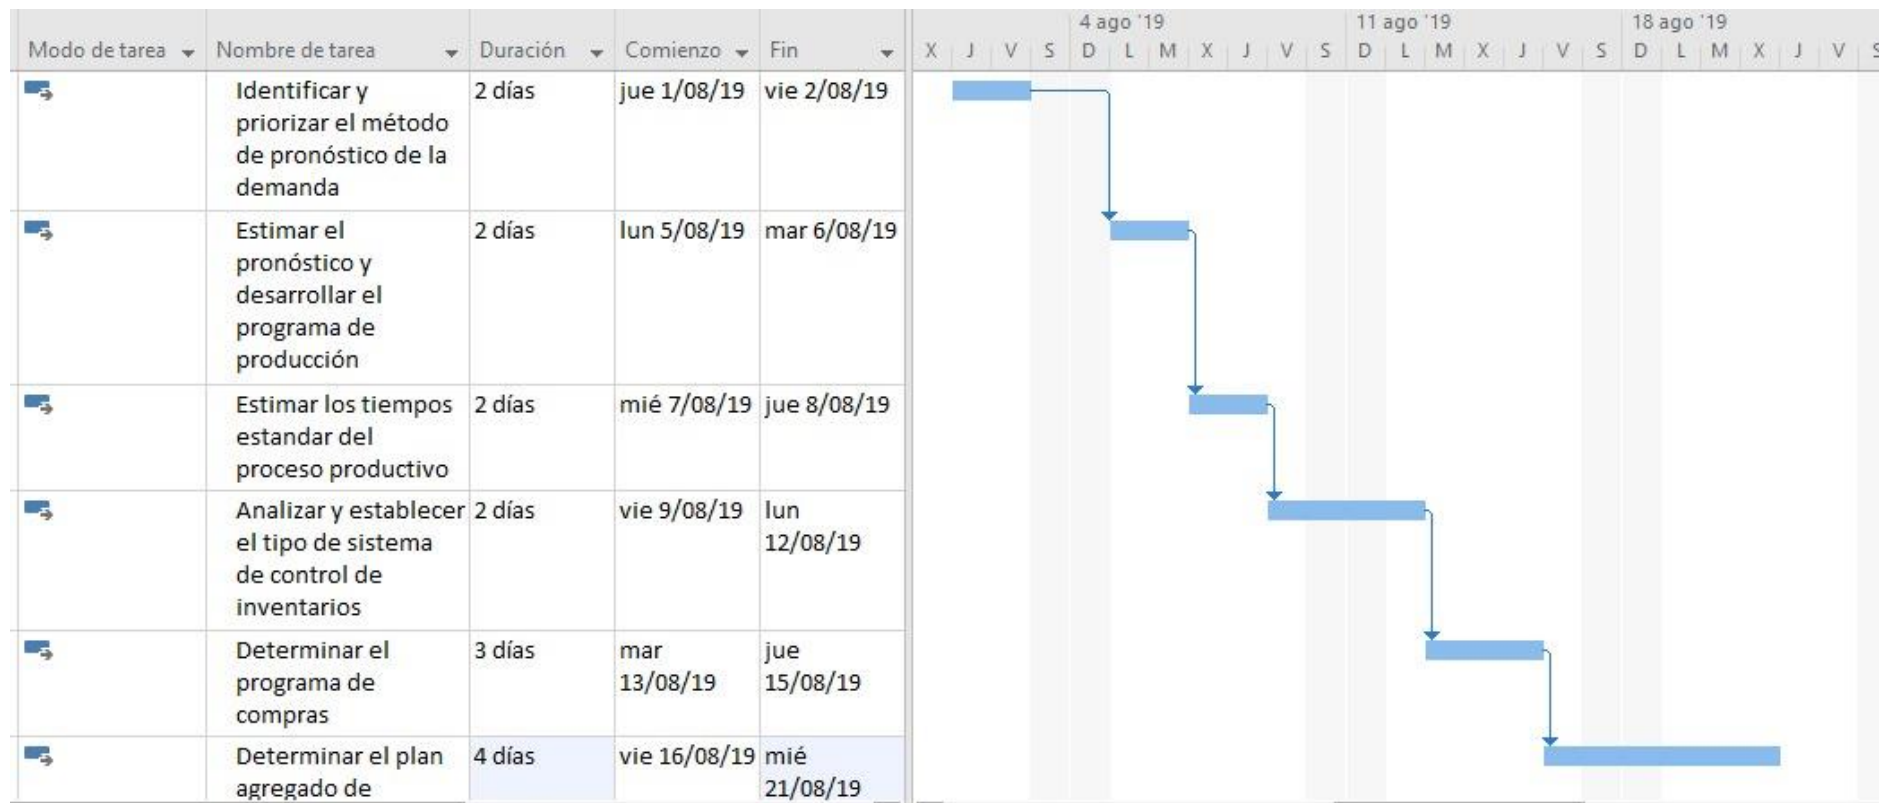 4 ago '19 11 ago '19 18 ago '19
Modo de tarea Nombre de tarea Duración Comienzo Fin X J V S D L M X J V S D L M X J V S D L M X J V S
Identificar y 2 días jue 1/08/19 vie 2/08/19
priorizar el método
de pronóstico de la
demanda
Estimar el 2 días lun 5/08/19 mar 6/08/19
pronóstico y
desarrollar el
programa de
producción
Estimar los tiempos 2 días mié 7/08/19 jue 8/08/19
estandar del
proceso productivo
Analizar y establecer 2 días vie 9/08/19 lun
el tipo de sistema 12/08/19
de control de
inventarios
Determinar el 3 días mar jue
programa de 13/08/19 15/08/19
compras
Determinar el plan 4 días vie 16/08/19 mié
agregado de 21/08/19